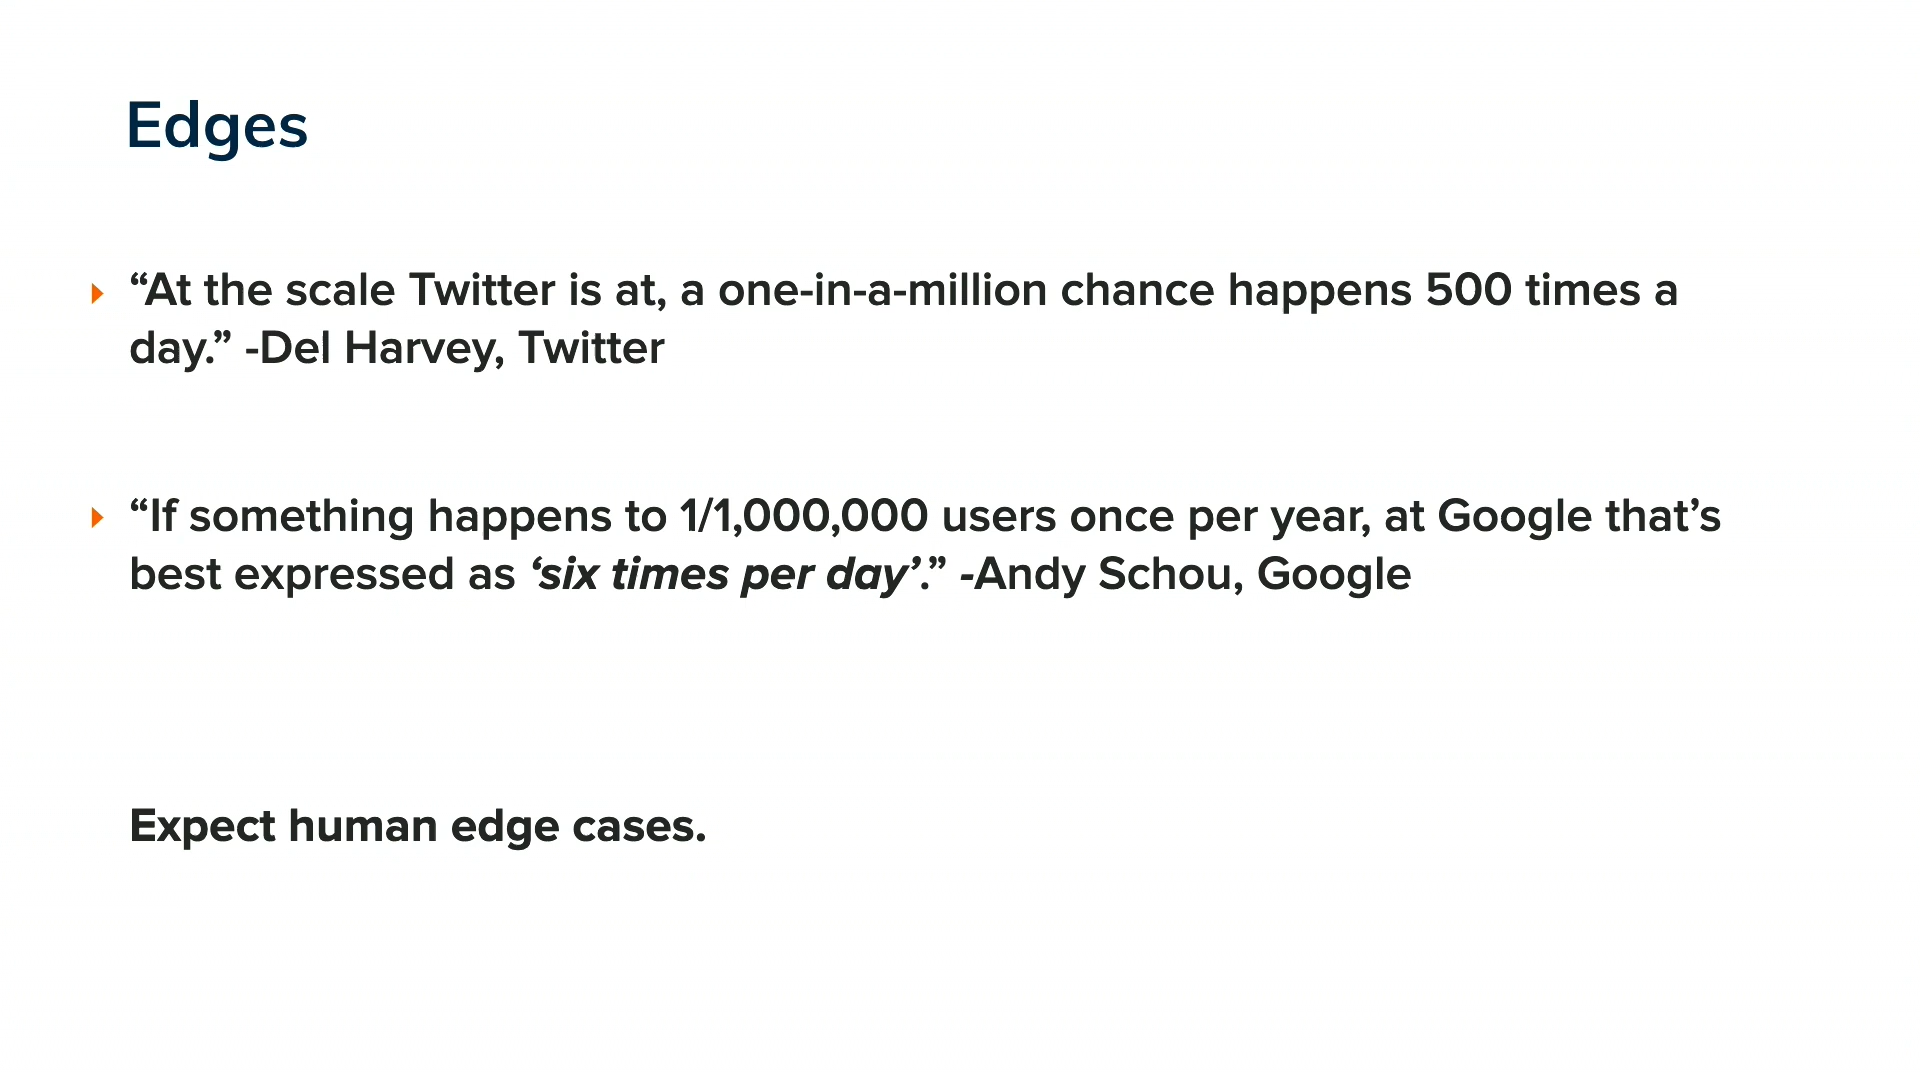 Edges
“At the scale Twitter is at, a one-in-a-million chance happens 500 times a
day.” -Del Harvey, Twitter
“If something happens to 1/1,000,000 users once per year, at Google that’s
best expressed as ‘six times per day’.” -Andy Schou, Google
Expect human edge cases.